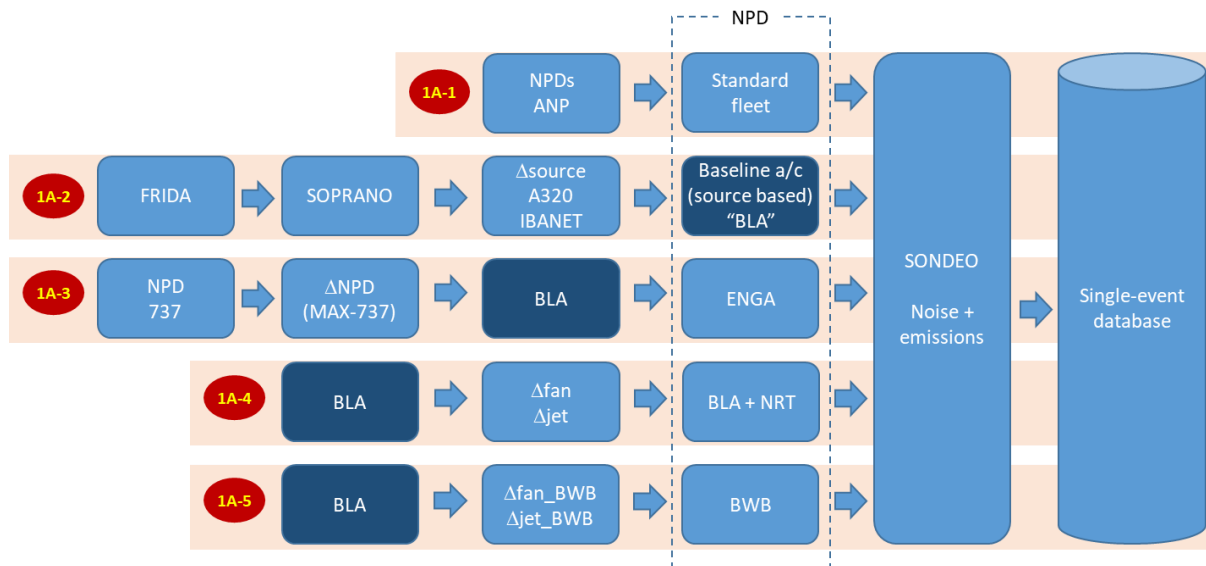 NPD
1A-1
NPDs
ANP
Standard
fleet
1A-2
FRIDA
SOPRANO
Δsource
A320
IBANET
Baseline a/c
(source based)
“BLA”
1A-3
NPD
737
ΔNPD
(MAX-737)
BLA
ENGA
SONDEO
Noise +
emissions
Single-event
database
1A-4
BLA
Δfan
Δjet
BLA + NRT
1A-5
BLA
Δfan_BWB
Δjet_BWB
BWB